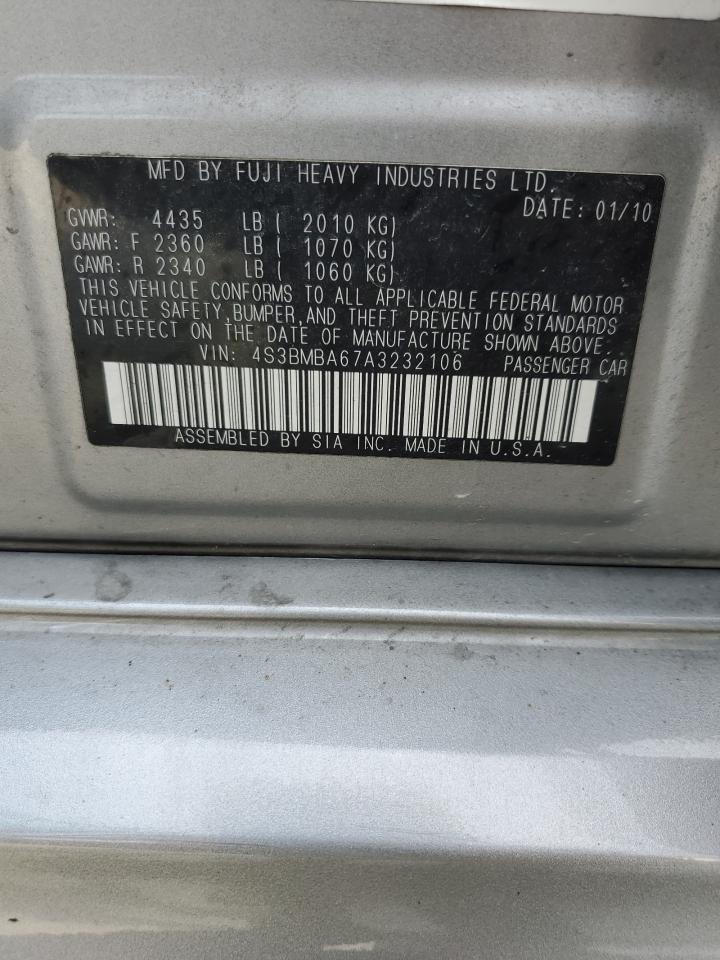 MFD BY FUJI HEAVY INDUSTRIES LTD.
DATE: 01/10
GVWR: 4435 LB ( 2010 KG)
GAWR: F 2360 LB ( 1070 KG)
GAWR: R 2340 LB ( 1060 KG)
THIS VEHICLE CONFORMS TO ALL APPLICABLE FEDERAL MOTOR
VEHICLE SAFETY,BUMPER,AND THEFT PREVENTION STANDARDS
IN EFFECT ON THE DATE OF MANUFACTURE SHOWN ABOVE.
VIN: 4S3BMBA67A3232106 PASSENGER CAR
ASSEMBLED BY SIA INC. MADE IN U.S.A.